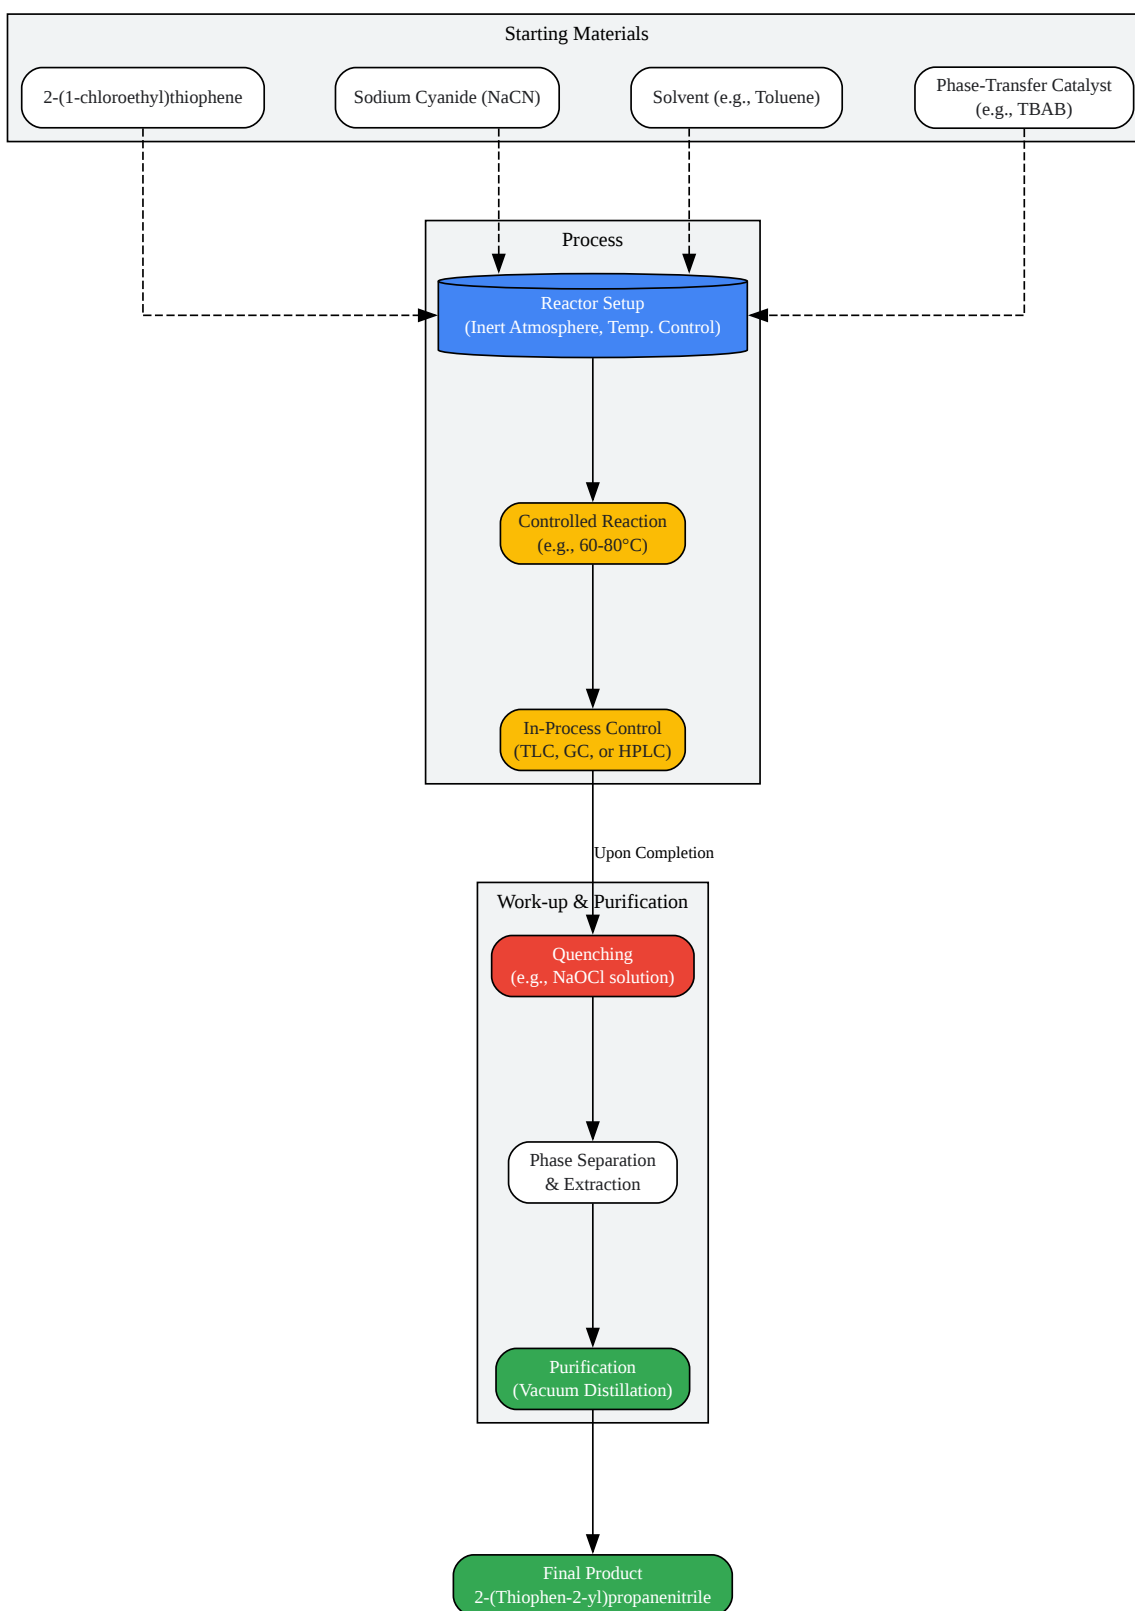 Starting Materials
2-(1-chloroethyl)thiophene
Sodium Cyanide (NaCN)
Solvent (e.g., Toluene)
Phase-Transfer Catalyst
(e.g., TBAB)
Process
Reactor Setup
(Inert Atmosphere, Temp. Control)
Controlled Reaction
(e.g., 60-80°C)
In-Process Control
(TLC, GC, or HPLC)
Upon Completion
Work-up & Purification
Quenching
(e.g., NaOCl solution)
Phase Separation
& Extraction
Purification
(Vacuum Distillation)
Final Product
2-(Thiophen-2-yl)propanenitrile